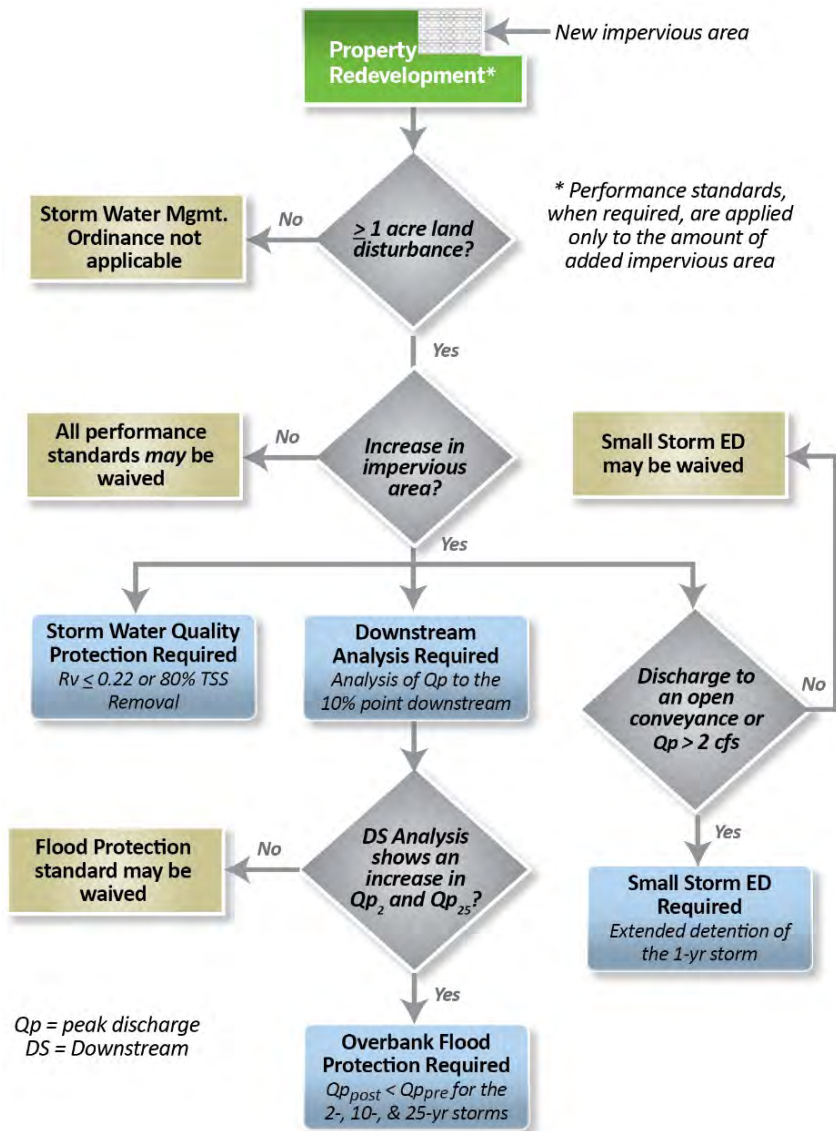 New impervious area
Property
Redevelopment*
Storm Water Mgmt.
Ordinance not
applicable
No
≥ 1 acre land
disturbance?
* Performance standards,
when required, are applied
only to the amount of
added impervious area
Yes
All performance
standards may be
waived
No
Increase in
impervious
area?
Small Storm ED
may be waived
Yes
Storm Water Quality
Protection Required
Rv ≤ 0.22 or 80% TSS
Removal
Downstream
Analysis Required
Analysis of Qp to the
10% point downstream
Discharge to
an open
conveyance or
Qp > 2 cfs
No
Flood Protection
standard may be
waived
No
DS Analysis
shows an
increase in
Qp2 and Qp25?
Yes
Small Storm ED
Required
Extended detention of
the 1-yr storm
Yes
Qp = peak discharge
DS = Downstream
Overbank Flood
Protection Required
Qppost < Qppre for the
2-, 10-, & 25-yr storms